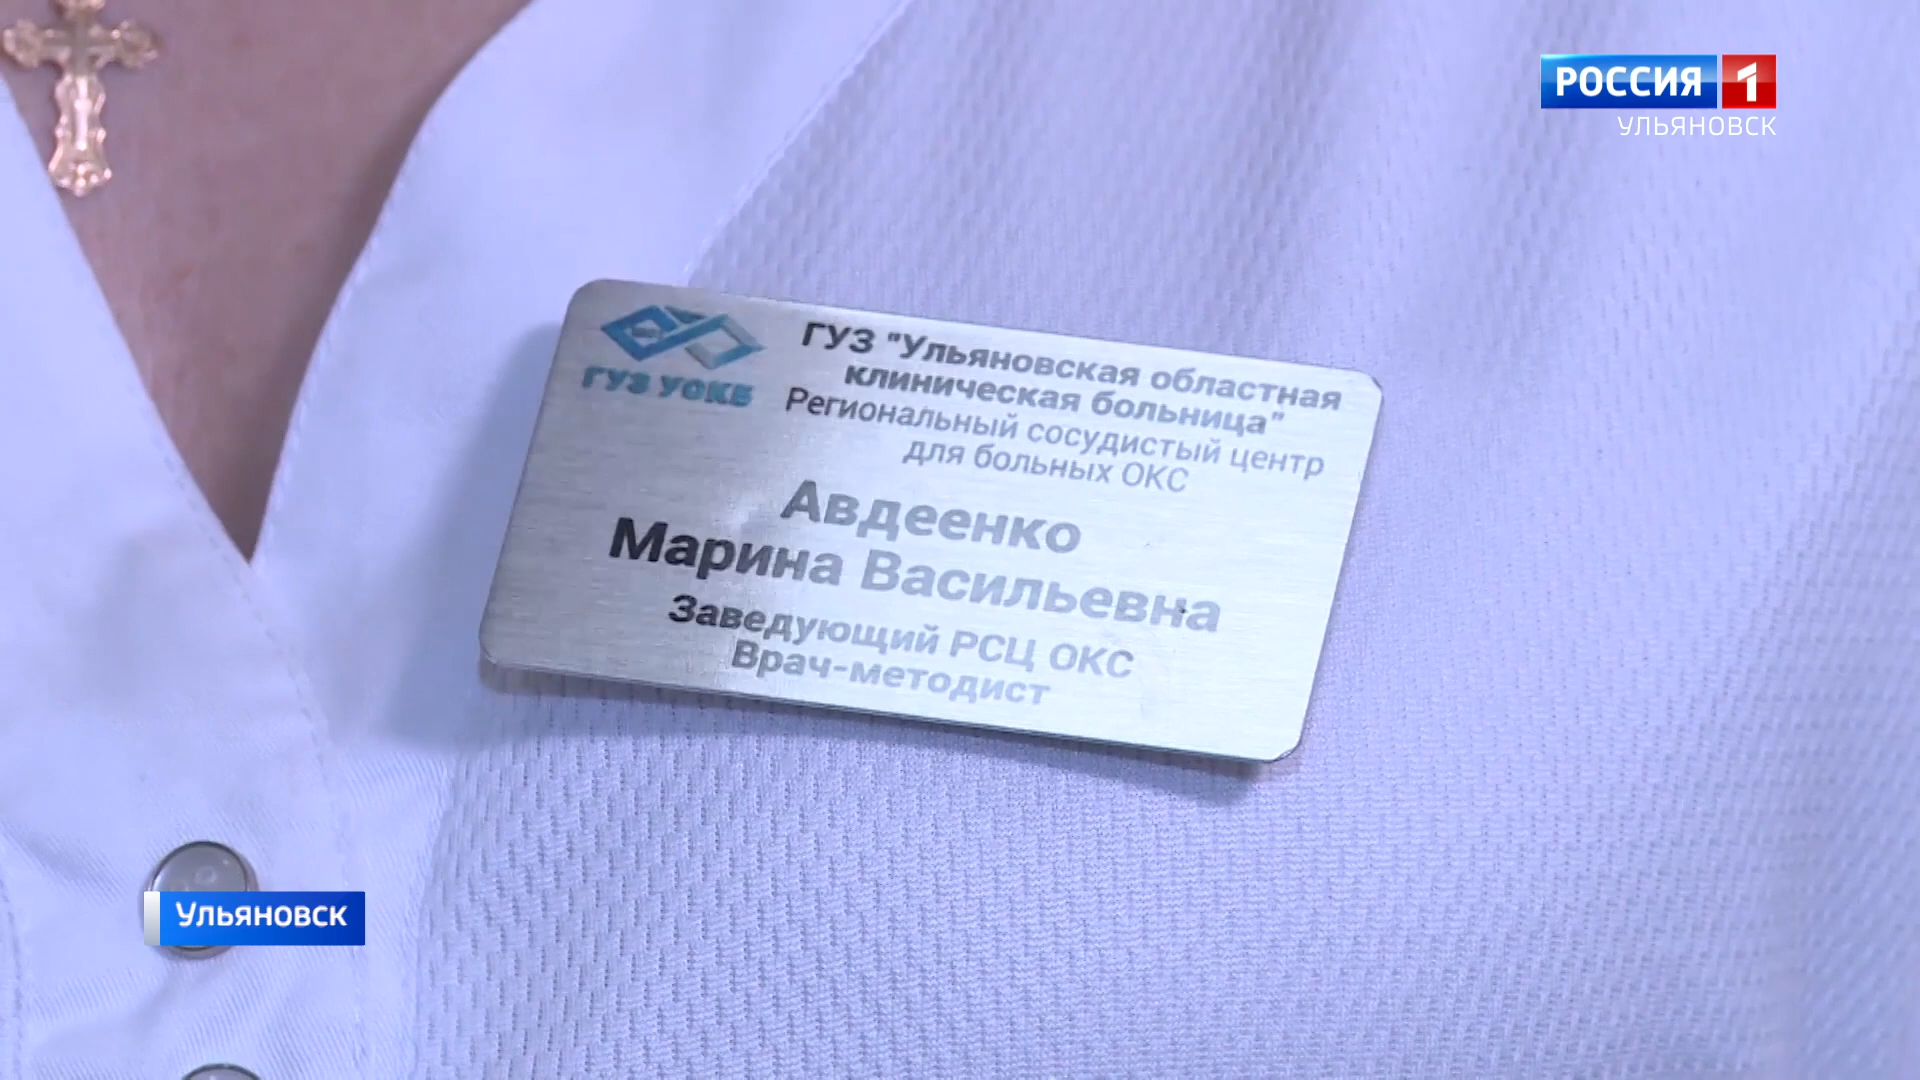 РОССИЯ 1
УЛЬЯНОВСК
ГУЗ УОКБ
ГУЗ "Ульяновская областная
клиническая больница"
Региональный сосудистый центр
для больных ОКС
Авдеенко
Марина Васильевна
Заведующий РСЦ ОКС
Врач-методист
Ульяновск